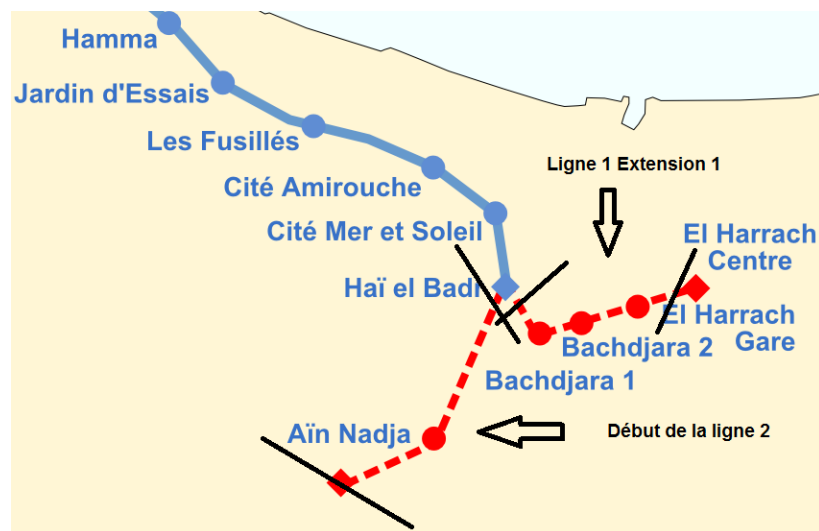 Hamma
Jardin d'Essais
Les Fusillés
Ligne 1 Extension 1
Cité Amirouche
Cité Mer et Soleil
El Harrach
Centre
Haï el Badr
El Harrach
Gare
Bachdjara 2
Bachdjara 1
Aïn Nadja
Début de la ligne 2